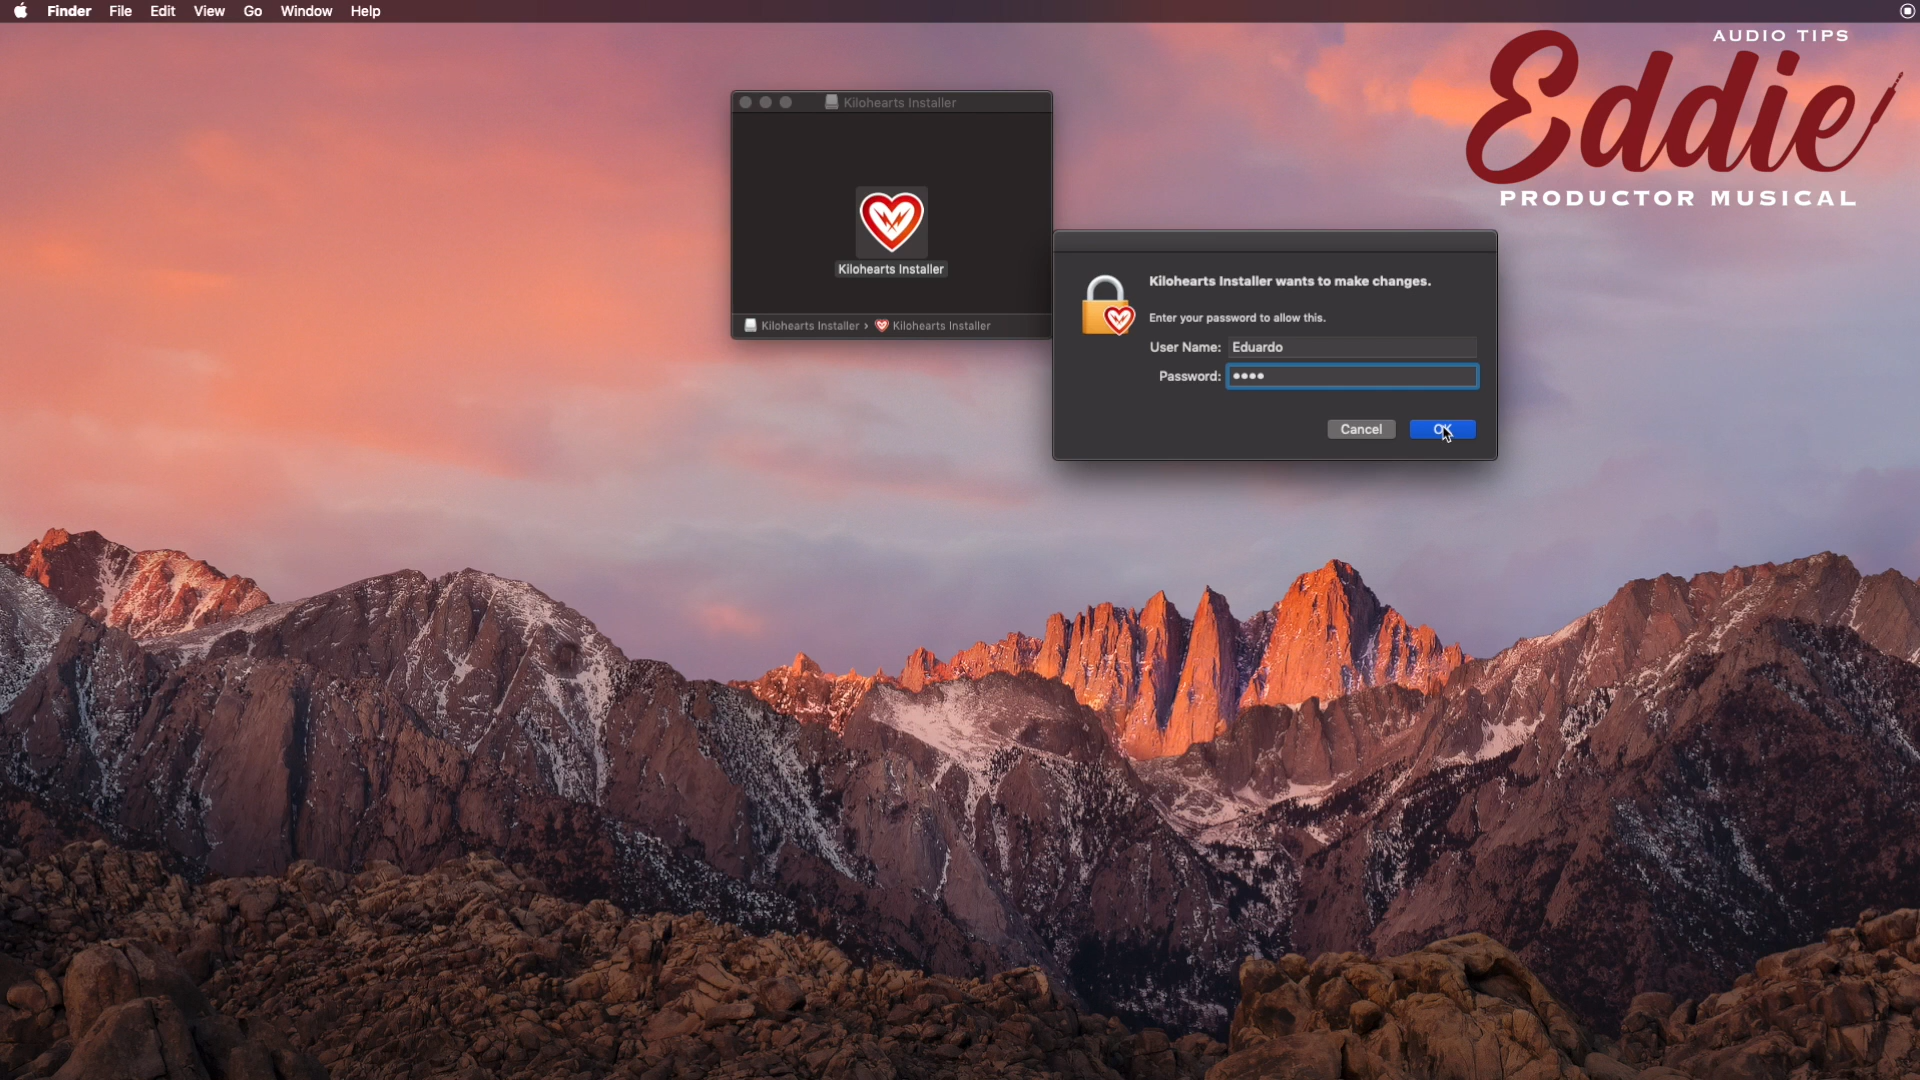 Finder File Edit View Go Window Help
AUDIO TIPS
Eddie
PRODUCTOR MUSICAL
Kilohearts Installer
Kilohearts Installer
Kilohearts Installer › Kilohearts Installer
Kilohearts Installer wants to make changes.
Enter your password to allow this.
User Name: Eduardo
Password: ••••
Cancel OK